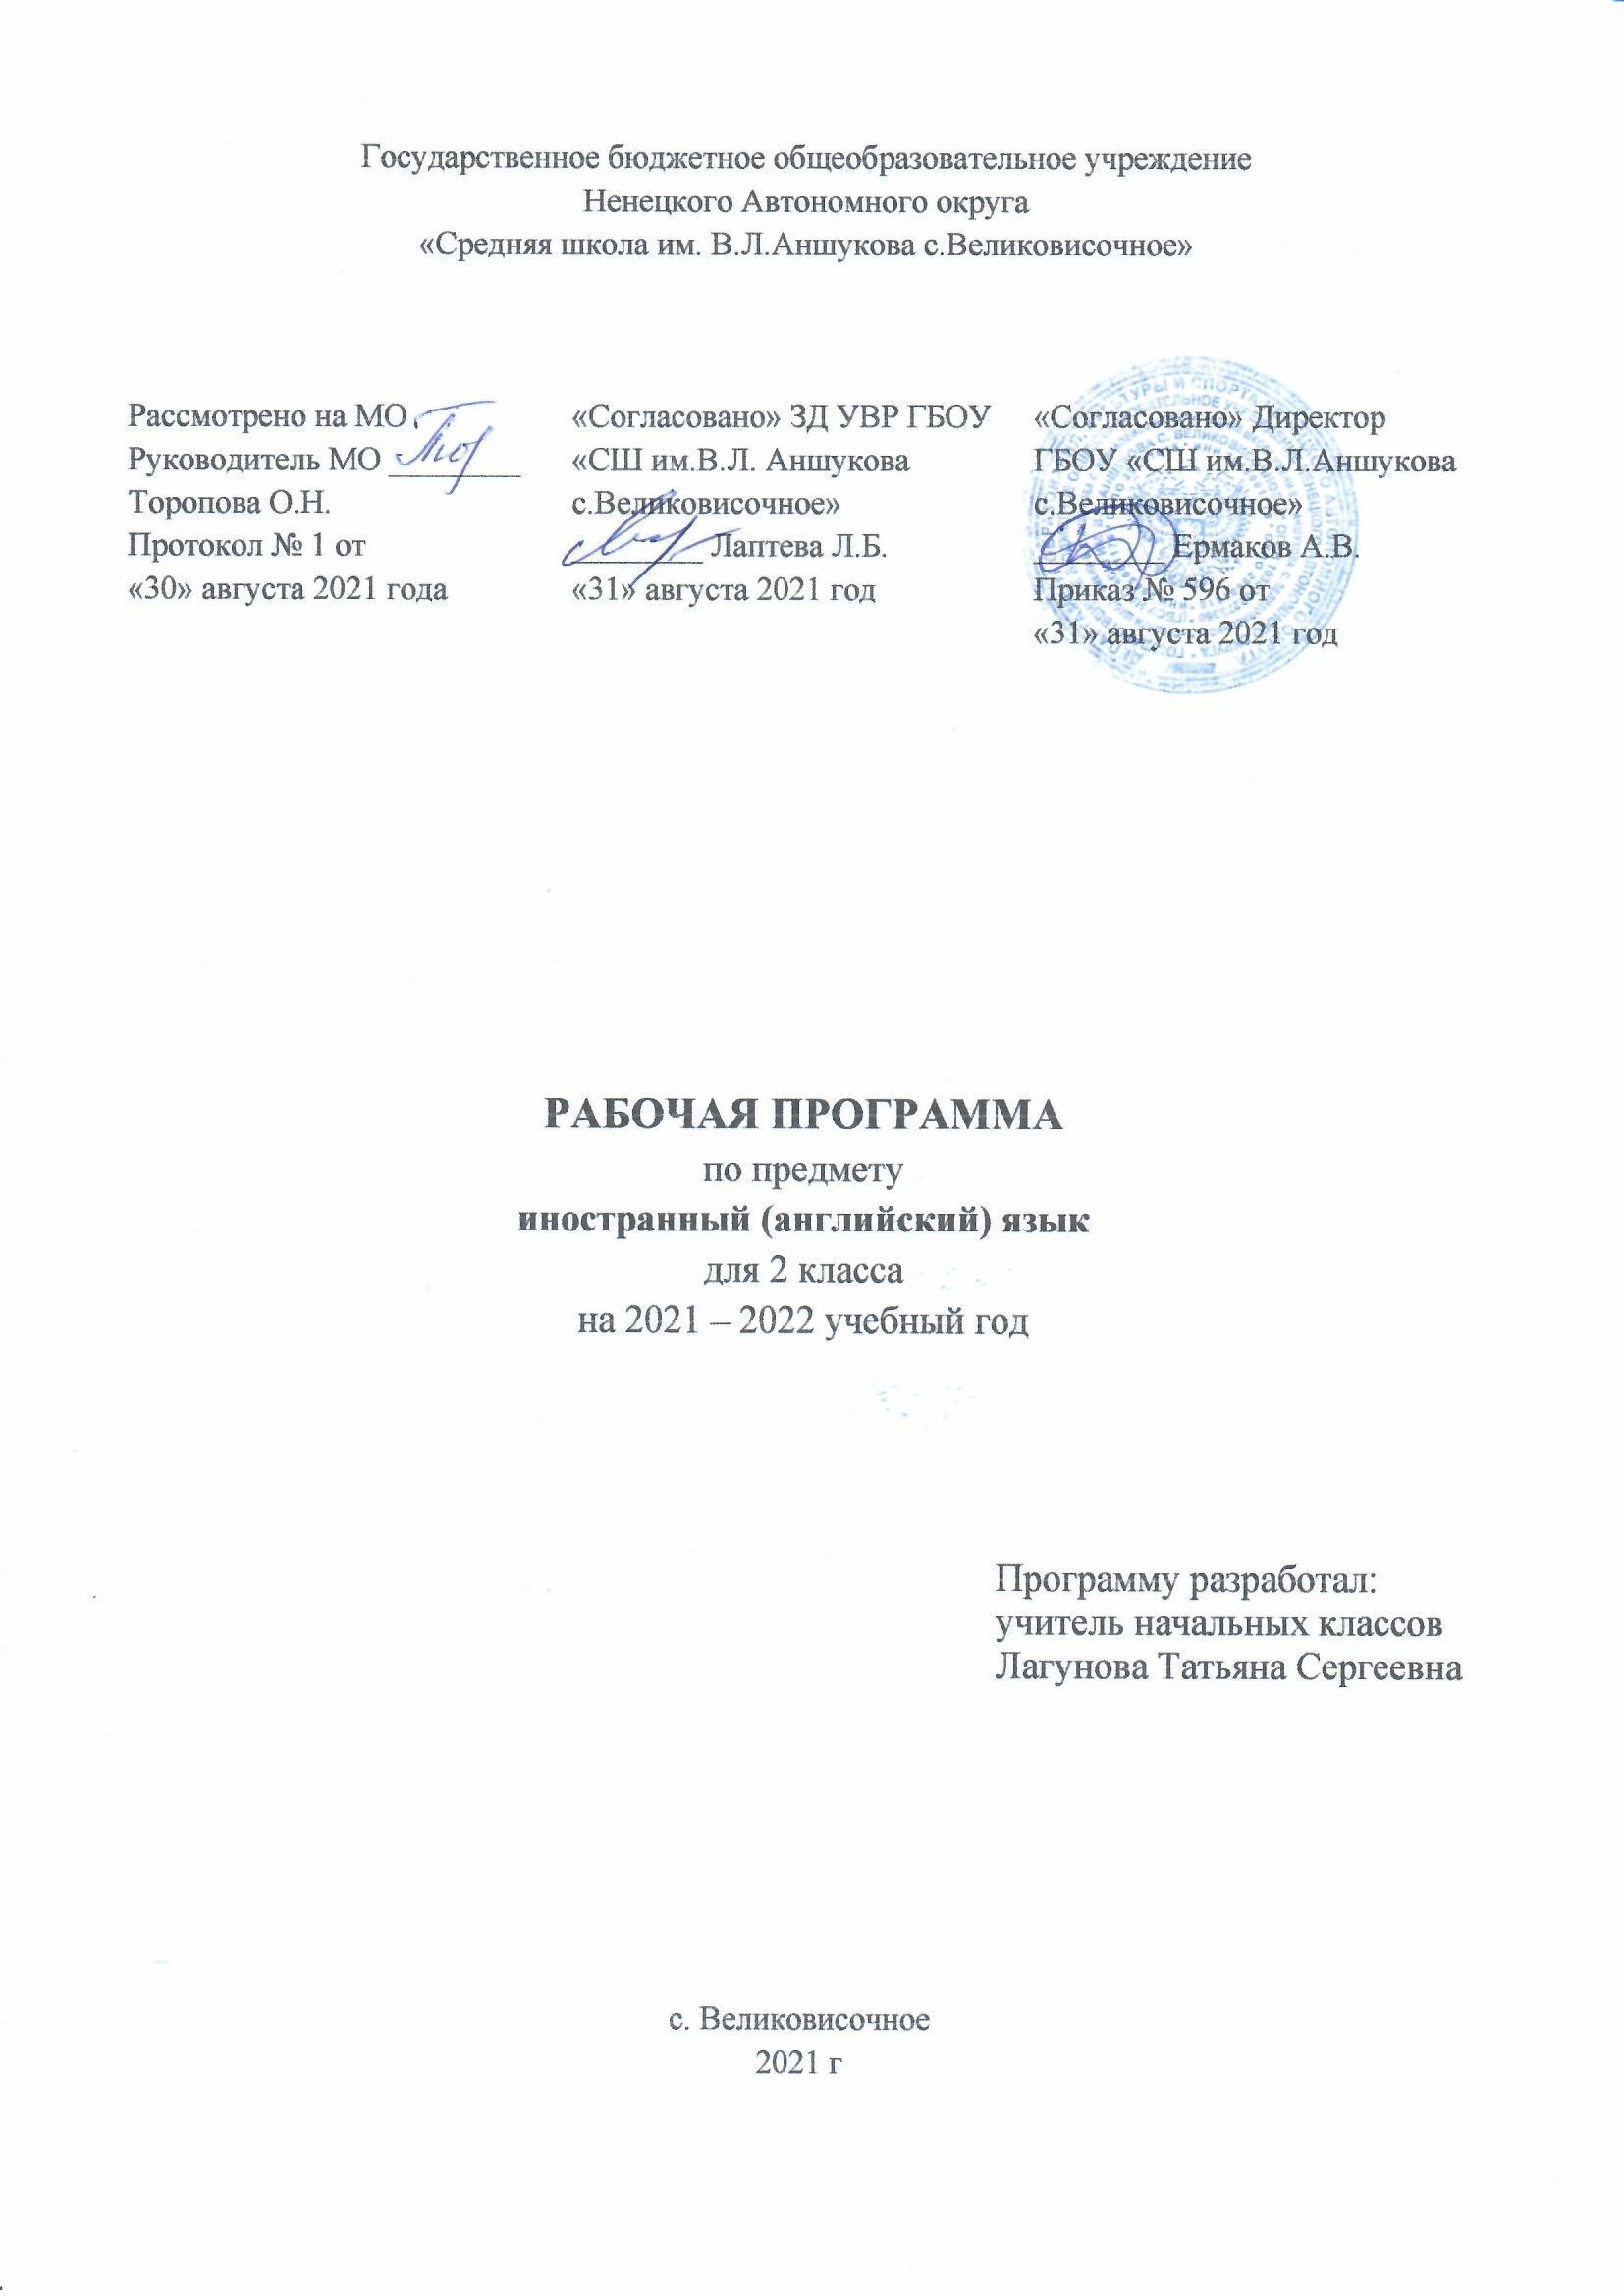 Государственное бюджетное общеобразовательное учреждение
Ненецкого Автономного округа
«Средняя школа им. В.Л.Аншукова с.Великовисочное»
Рассмотрено на МО
Руководитель МО ________
Торопова О.Н.
Протокол № 1 от
«30» августа 2021 года
«Согласовано» ЗД УВР ГБОУ
«СШ им.В.Л. Аншукова
с.Великовисочное»
________ Лаптева Л.Б.
«31» августа 2021 год
«Согласовано» Директор
ГБОУ «СШ им.В.Л.Аншукова
с.Великовисочное»
________ Ермаков А.В.
Приказ № 596 от
«31» августа 2021 год
РАБОЧАЯ ПРОГРАММА
по предмету
иностранный (английский) язык
для 2 класса
на 2021 – 2022 учебный год
Программу разработал:
учитель начальных классов
Лагунова Татьяна Сергеевна
с. Великовисочное
2021 г